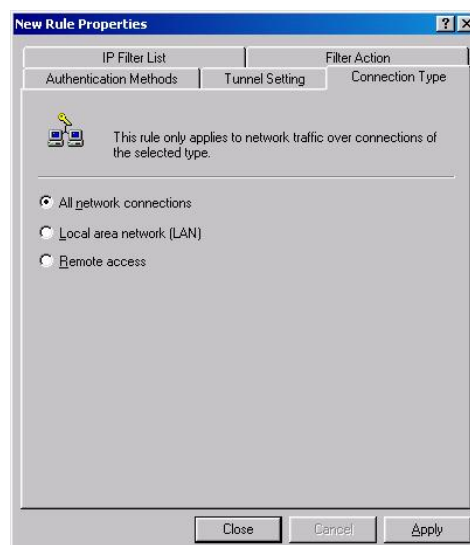 New Rule Properties
IP Filter List
Filter Action
Authentication Methods
Tunnel Setting
Connection Type
This rule only applies to network traffic over connections of
the selected type.
All network connections
Local area network (LAN)
Remote access
Close
Cancel
Apply